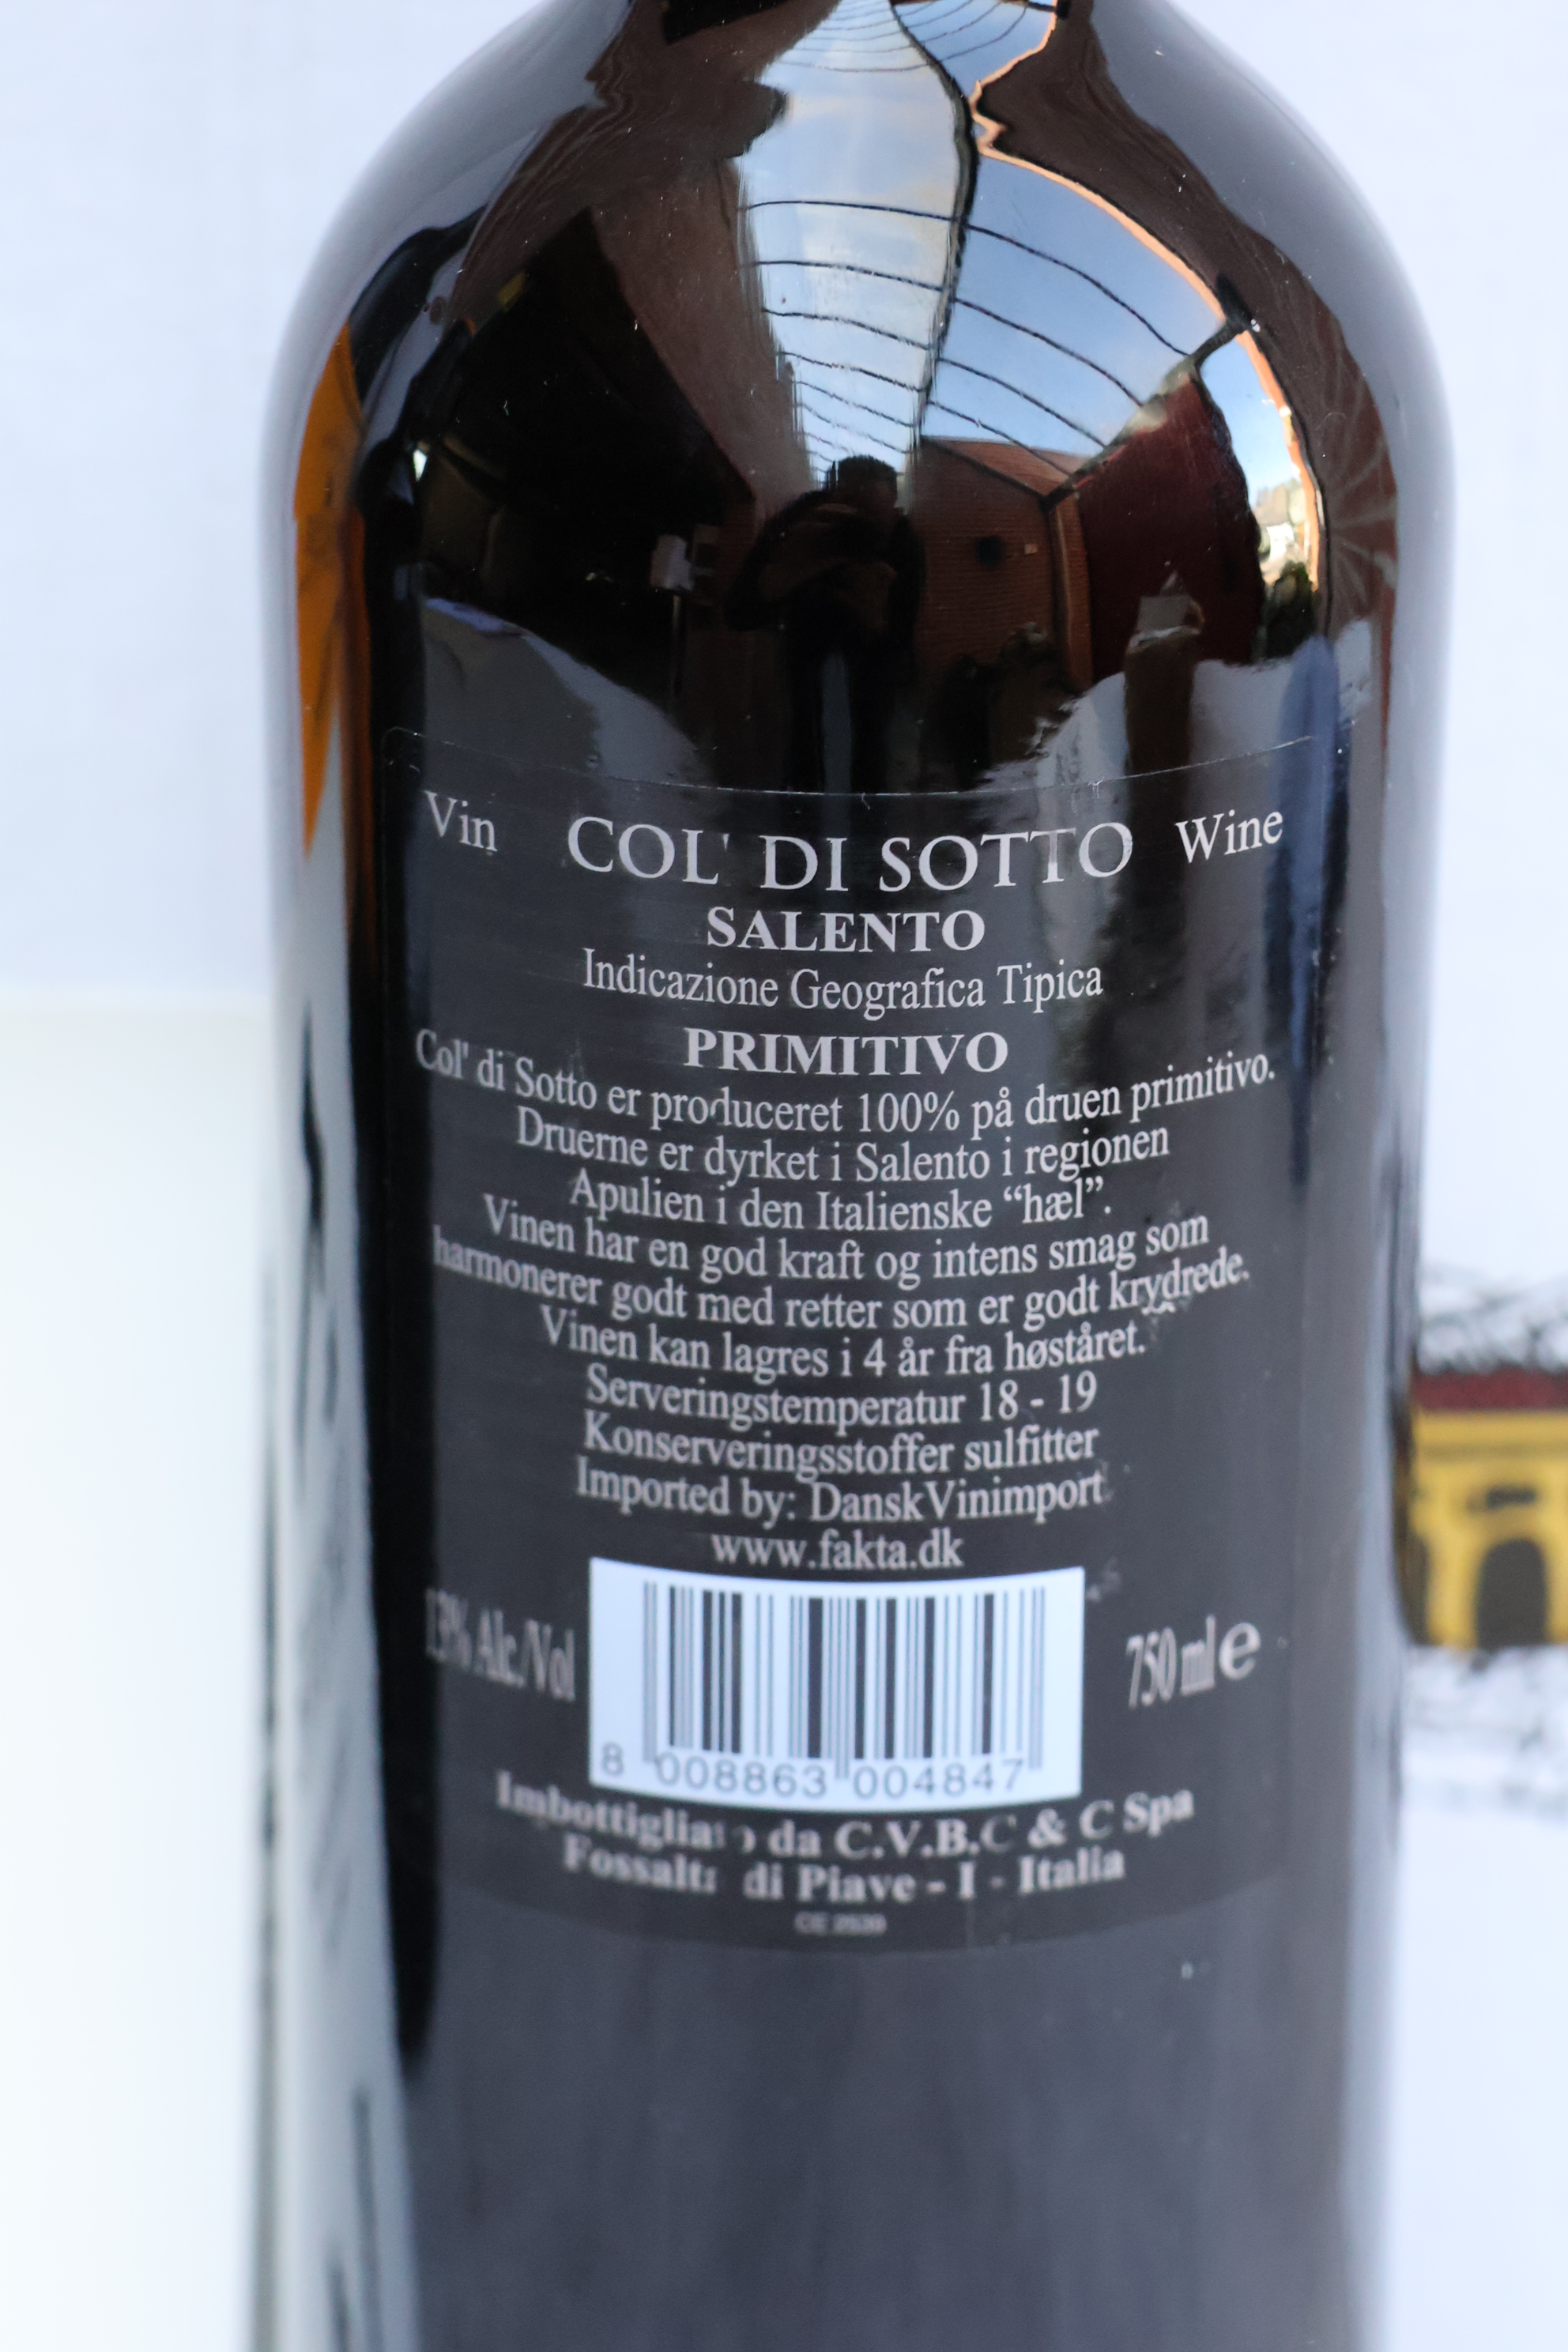 Vin COL' DI SOTTO Wine
SALENTO
Indicazione Geografica Tipica
PRIMITIVO
Col' di Sotto er produceret 100% på druen primitivo.
Druerne er dyrket i Salento i regionen
Apulien i den Italienske “hæl”.
Vinen har en god kraft og intens smag som
harmonerer godt med retter som er godt krydrede.
Vinen kan lagres i 4 år fra høståret.
Serveringstemperatur 18 - 19
Konserveringsstoffer sulfitter
Imported by: DanskVinimport
www.fakta.dk
13% Alc./Vol 750 ml e
8 008863 004847
Imbottigliato da C.V.B.C & C Spa
Fossalta di Piave - I - Italia